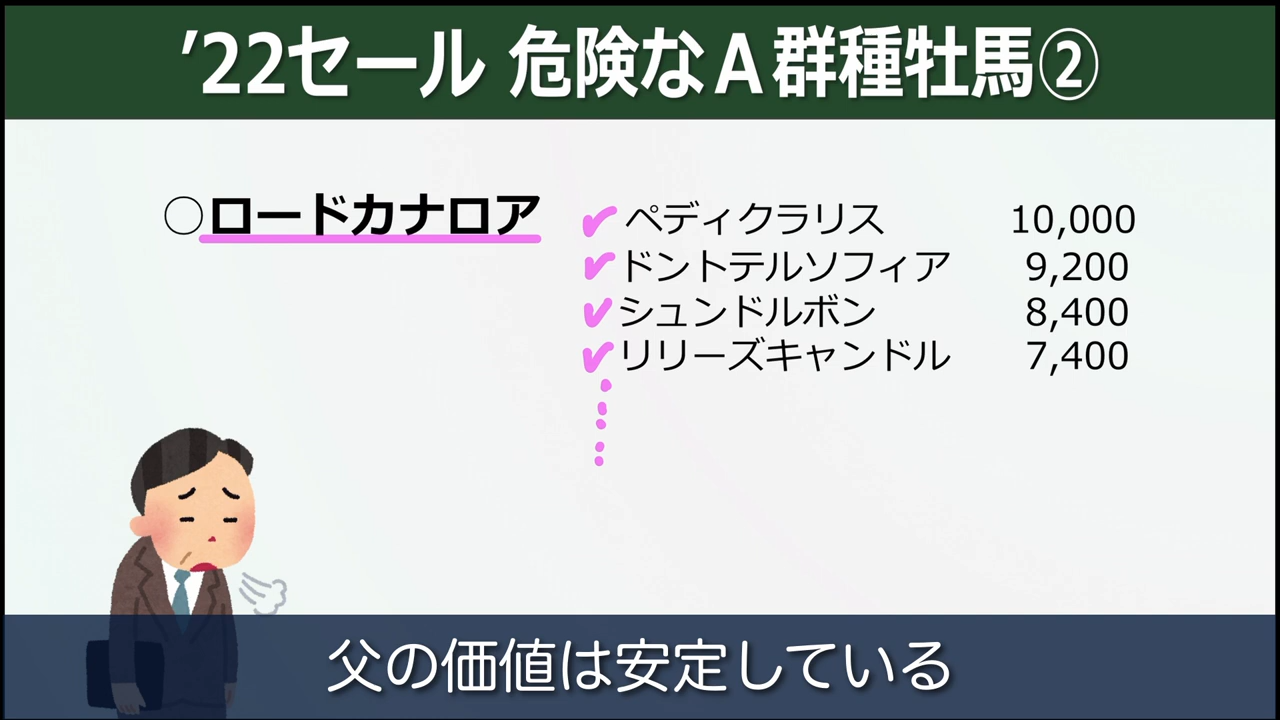 ’22セール 危険なA群種牡馬②
○ロードカナロア
✔ペディクラリス 10,000
✔ドントテルソフィア 9,200
✔シュンドルボン 8,400
✔リリーズキャンドル 7,400
父の価値は安定している